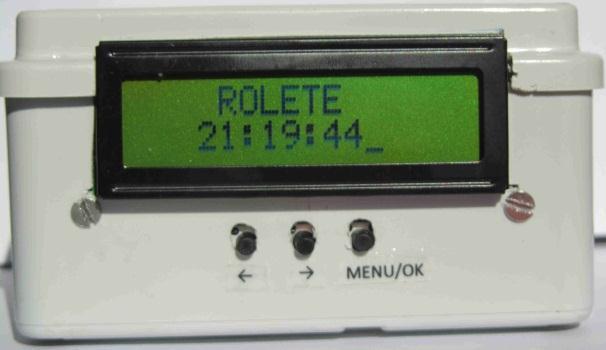 ROLETE
21:19:44_
← → MENU/OK